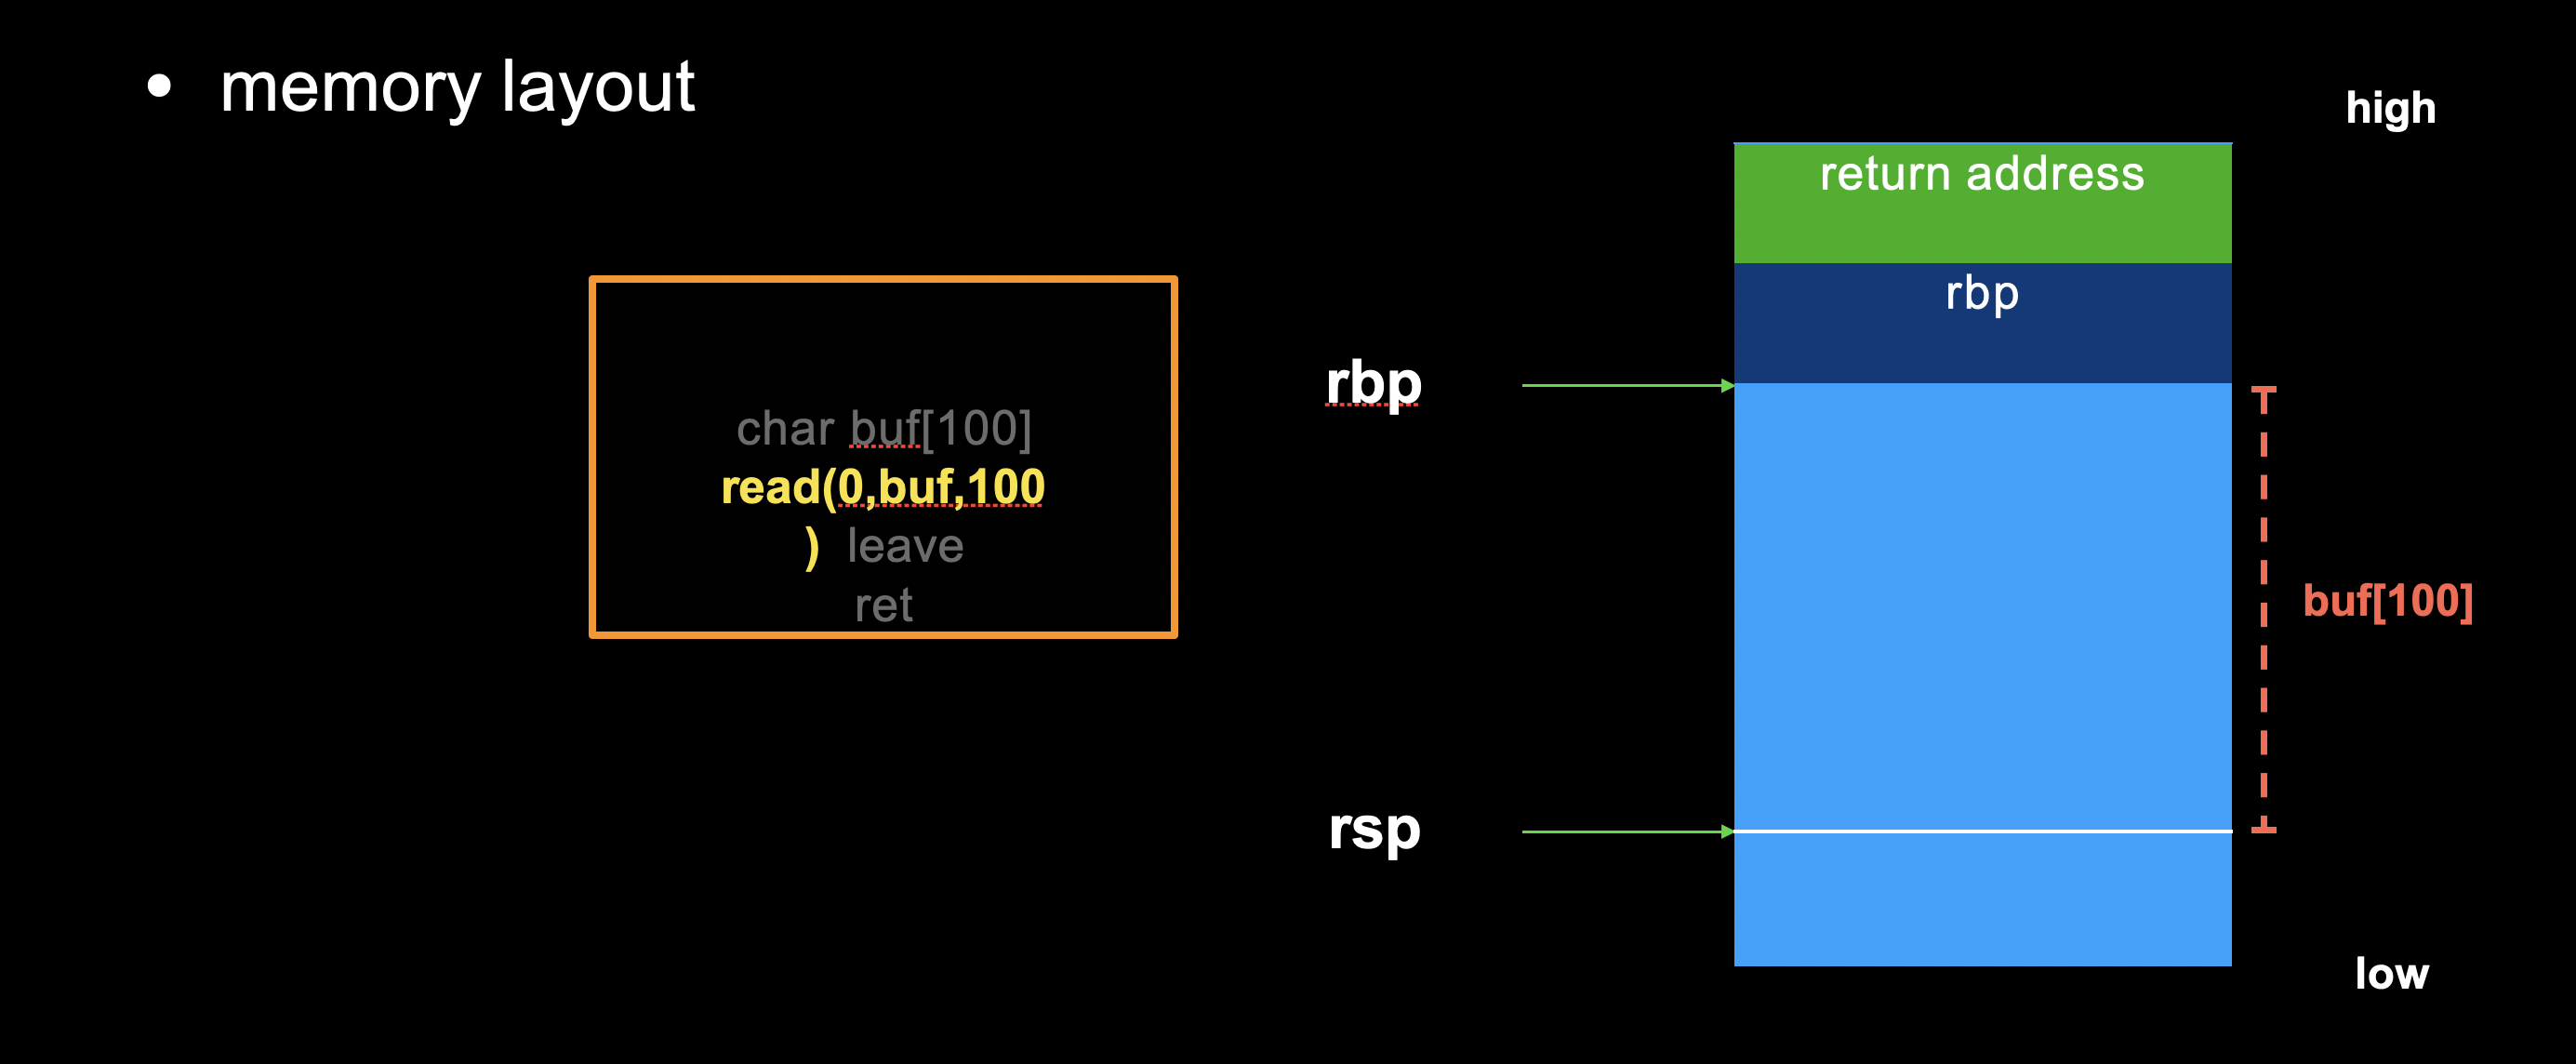 • memory layout
high
return address
rbp
rbp
char buf[100]
read(0,buf,100
) leave
ret
buf[100]
rsp
low